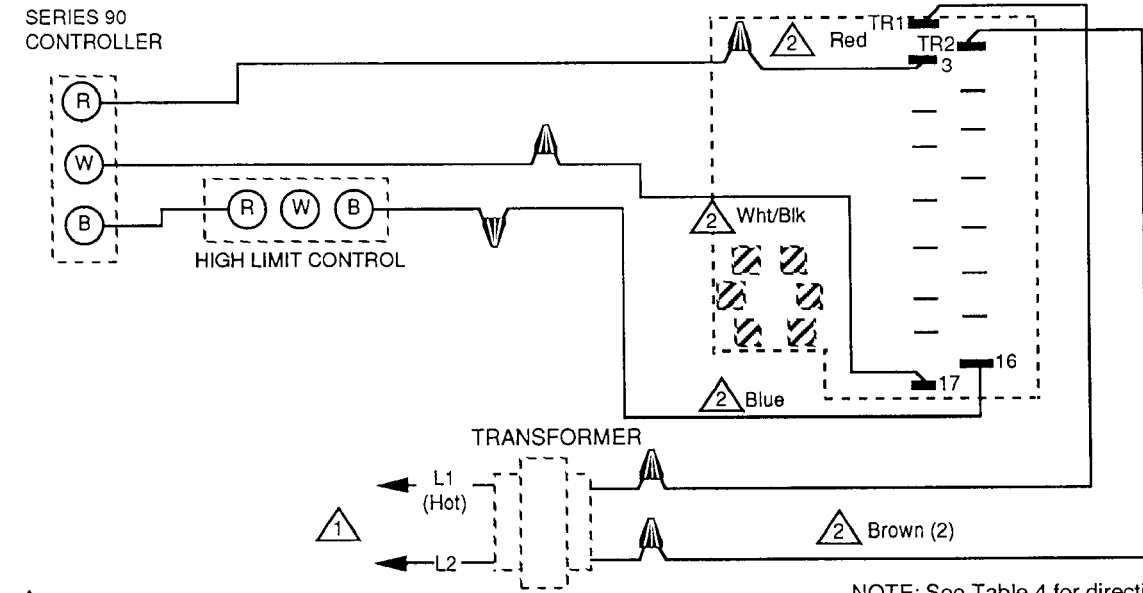 SERIES 90
CONTROLLER
R
W
B
R W B
HIGH LIMIT CONTROL
TR1
2 Red
TR2
3
2 Wht/Blk
16
17
2 Blue
TRANSFORMER
L1
(Hot)
1
L2
2 Brown (2)
NOTE: See Table 4 for directi